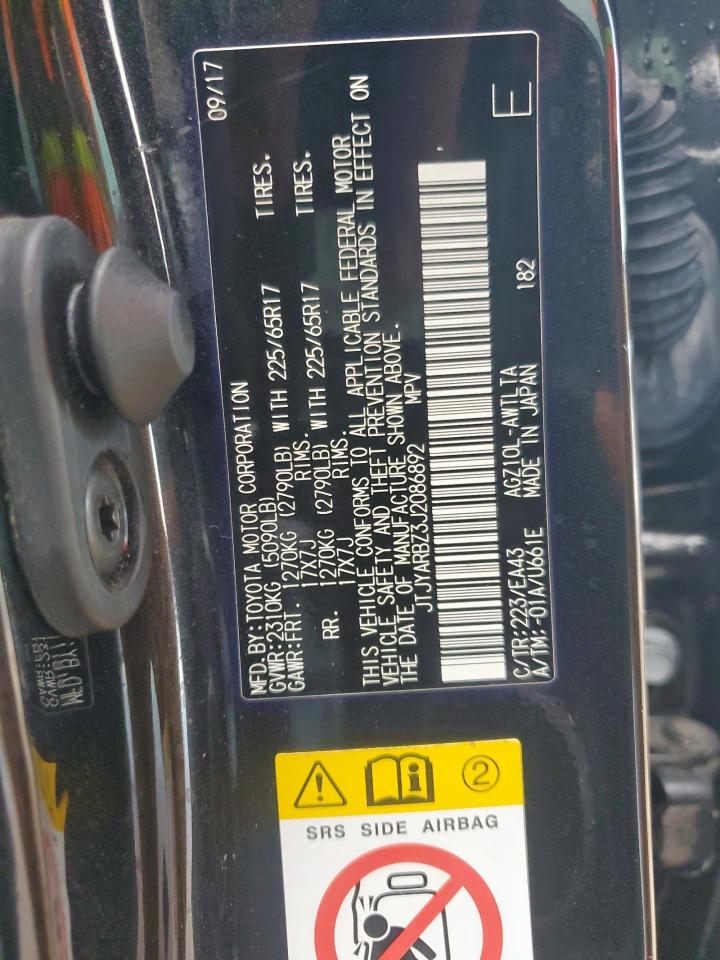 MFD.BY:TOYOTA MOTOR CORPORATION 09/17
GVWR:2310KG (5090LB)
GAWR:FRT. 1270KG (2790LB) WITH 225/65R17 TIRES.
17X7J RIMS.
RR. 1270KG (2790LB) WITH 225/65R17 TIRES.
17X7J RIMS.
THIS VEHICLE CONFORMS TO ALL APPLICABLE FEDERAL MOTOR
VEHICLE SAFETY AND THEFT PREVENTION STANDARDS IN EFFECT ON
THE DATE OF MANUFACTURE SHOWN ABOVE.
JTJYARBZ3J2086892 MPV
C/TR:223/EA43 AGZ10L-AWTLTA 182
A/TM:-01A/U661E MADE IN JAPAN
E
2
SRS SIDE AIRBAG